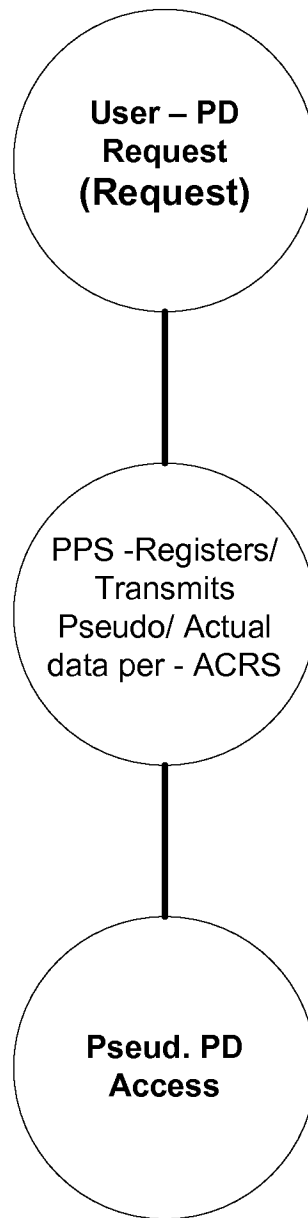 User – PD
Request
(Request)
PPS -Registers/
Transmits
Pseudo/ Actual
data per - ACRS
Pseud. PD
Access